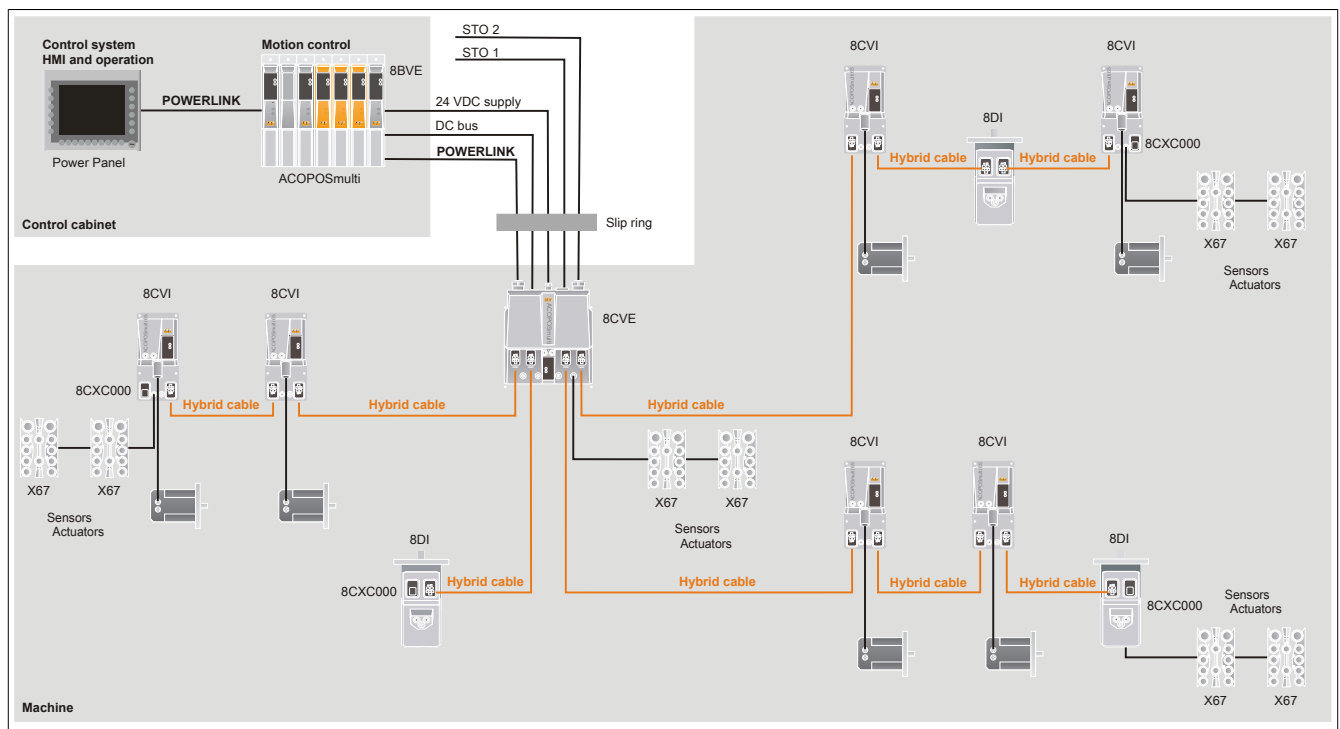 Control system
HMI and operation
Motion control
8BVE
POWERLINK
Power Panel
ACOPOSmulti
Control cabinet
STO 2
STO 1
24 VDC supply
DC bus
POWERLINK
Slip ring
8CVI
8CVI
8DI
Hybrid cable
Hybrid cable
8CXC000
X67
X67
Sensors
Actuators
8CVI
8CVI
8CXC000
Hybrid cable
Hybrid cable
X67
X67
Sensors
Actuators
ACOPOSmulti
8CVE
Hybrid cable
X67
X67
Sensors
Actuators
8DI
8CXC000
Hybrid cable
8CVI
8CVI
8DI
Hybrid cable
Hybrid cable
Hybrid cable
8CXC000
Sensors
Actuators
X67
X67
Machine